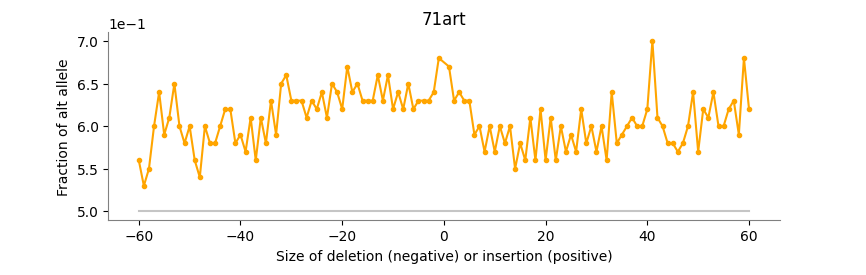 71art
1e−1
7.0
6.5
6.0
5.5
5.0
Fraction of alt allele
−60 −40 −20 0 20 40 60
Size of deletion (negative) or insertion (positive)